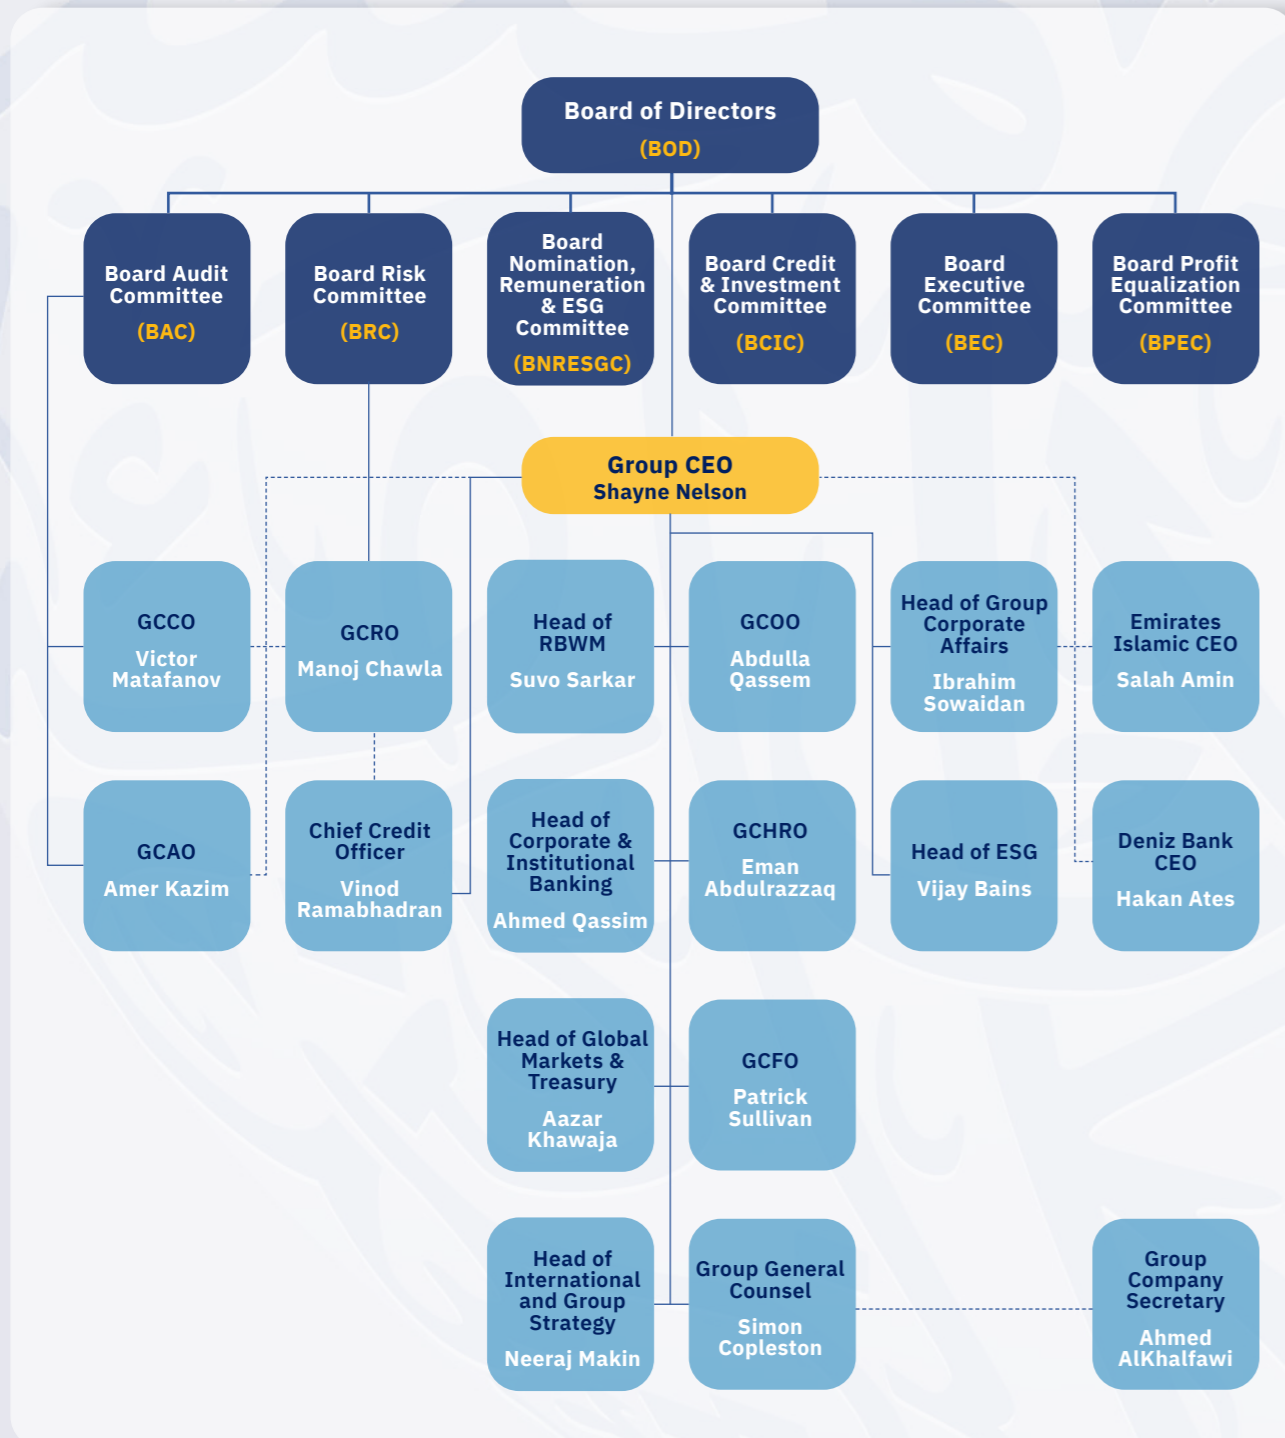 Board of Directors
(BOD)
Board Audit
Committee
(BAC)
Board Risk
Committee
(BRC)
Board
Nomination,
Remuneration
& ESG
Committee
(BNRESGC)
Board Credit
& Investment
Committee
(BCIC)
Board
Executive
Committee
(BEC)
Board Profit
Equalization
Committee
(BPEC)
Group CEO
Shayne Nelson
GCCO
Victor
Matafanov
GCRO
Manoj Chawla
Head of
RBWM
Suvo Sarkar
GCOO
Abdulla
Qassem
Head of Group
Corporate
Affairs
Ibrahim
Sowaidan
Emirates
Islamic CEO
Salah Amin
GCAO
Amer Kazim
Chief Credit
Officer
Vinod
Ramabhadran
Head of
Corporate &
Institutional
Banking
Ahmed Qassim
GCHRO
Eman
Abdulrazzaq
Head of ESG
Vijay Bains
Deniz Bank
CEO
Hakan Ates
Head of Global
Markets &
Treasury
Aazar
Khawaja
GCFO
Patrick
Sullivan
Head of
International
and Group
Strategy
Neeraj Makin
Group General
Counsel
Simon
Copleston
Group
Company
Secretary
Ahmed
AlKhalfawi